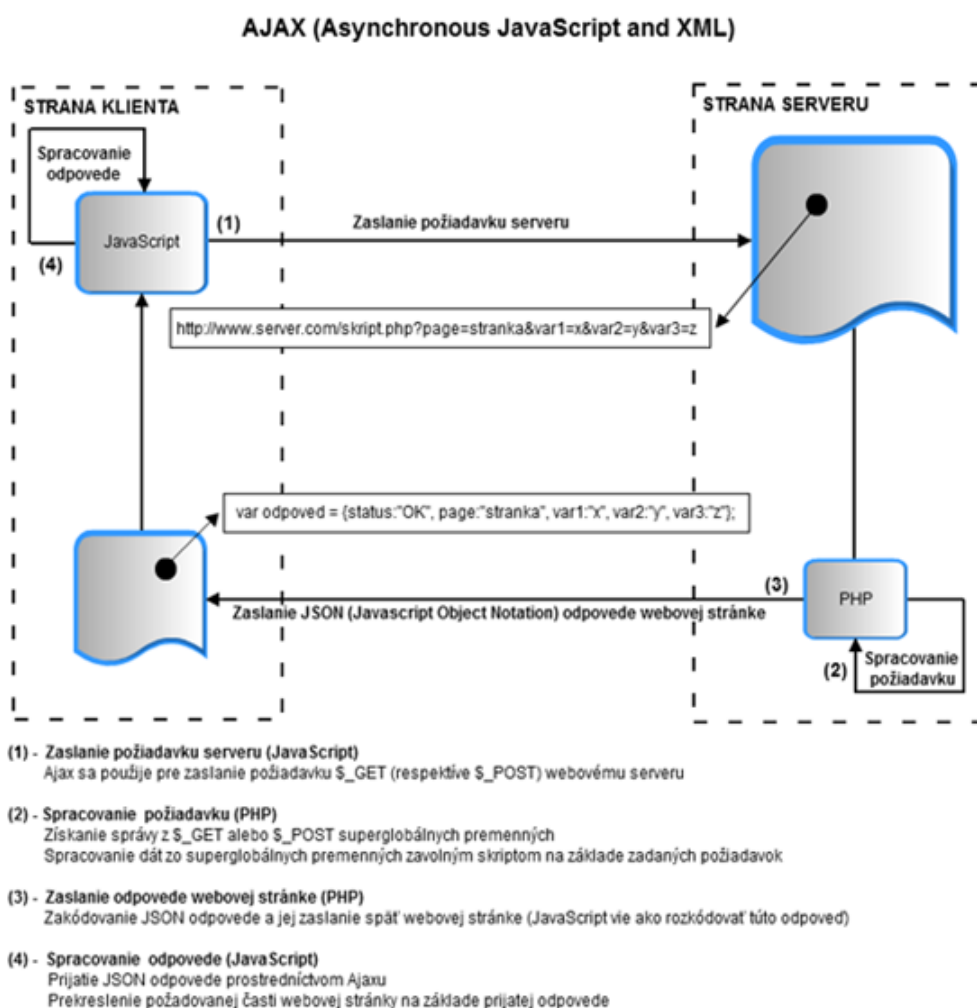 AJAX (Asynchronous JavaScript and XML)
STRANA KLIENTA
STRANA SERVERU
Spracovanie
odpovede
JavaScript
(1)
(4)
Zaslanie požiadavku serveru
http://www.server.com/skript.php?page=stranka&var1=x&var2=y&var3=z
var odpoved = {status:"OK", page:"stranka", var1:"x", var2:"y", var3:"z"};
(3)
PHP
Zaslanie JSON (Javascript Object Notation) odpovede webovej stránke
(2)
Spracovanie
požiadavku
(1) - Zaslanie požiadavku serveru (JavaScript)
Ajax sa použije pre zaslanie požiadavku $_GET (respektíve $_POST) webovému serveru
(2) - Spracovanie požiadavku (PHP)
Získanie správy z $_GET alebo $_POST superglobálnych premenných
Spracovanie dát zo superglobálnych premenných zavolným skriptom na základe zadaných požiadavok
(3) - Zaslanie odpovede webovej stránke (PHP)
Zakódovanie JSON odpovede a jej zaslanie späť webovej stránke (JavaScript vie ako rozkódovať túto odpoveď)
(4) - Spracovanie odpovede (JavaScript)
Prijatie JSON odpovede prostredníctvom Ajaxu
Prekreslenie požadovanej časti webovej stránky na základe prijatej odpovede